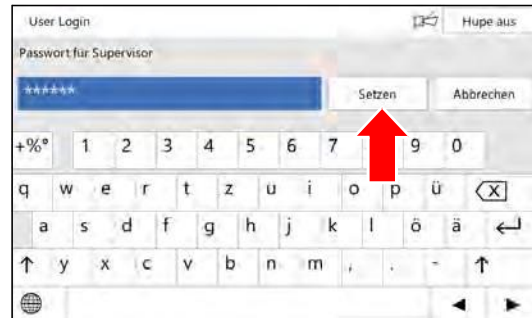 User Login Hupe aus
Passwort für Supervisor
****** Setzen Abbrechen
+%° 1 2 3 4 5 6 7 9 0
q w e r t z u i o p ü
a s d f g h j k l ö ä
y x c v b n m , . -